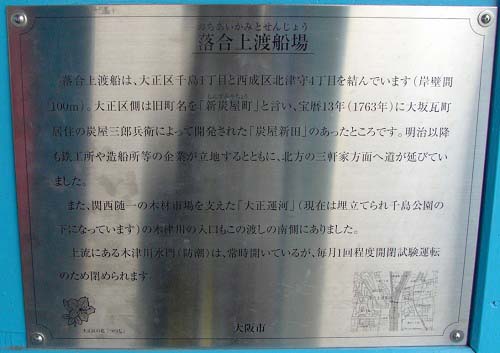 おちあいかみとせんじょう
落合上渡船場
落合上渡船は、大正区千島1丁目と西成区北津守4丁目を結んでいます(岸壁間
100m)。大正区側は旧町名を「新炭屋町」と言い、宝暦13年(1763年)に大坂瓦町
居住の炭屋三郎兵衛によって開発された「炭屋新田」のあったところです。明治以降
も鉄工所や造船所等の企業が立地するとともに、北方の三軒家方面へ道が延びてい
ました。
また、関西随一の木材市場を支えた「大正運河」(現在は埋立てられ千島公園の
下になっています)の木津川の入口もこの渡しの南側にありました。
上流にある木津川水門(防潮)は、常時開いているが、毎月1回程度開閉試験運転
のため閉められます。
大正区の花「つつじ」
大阪市